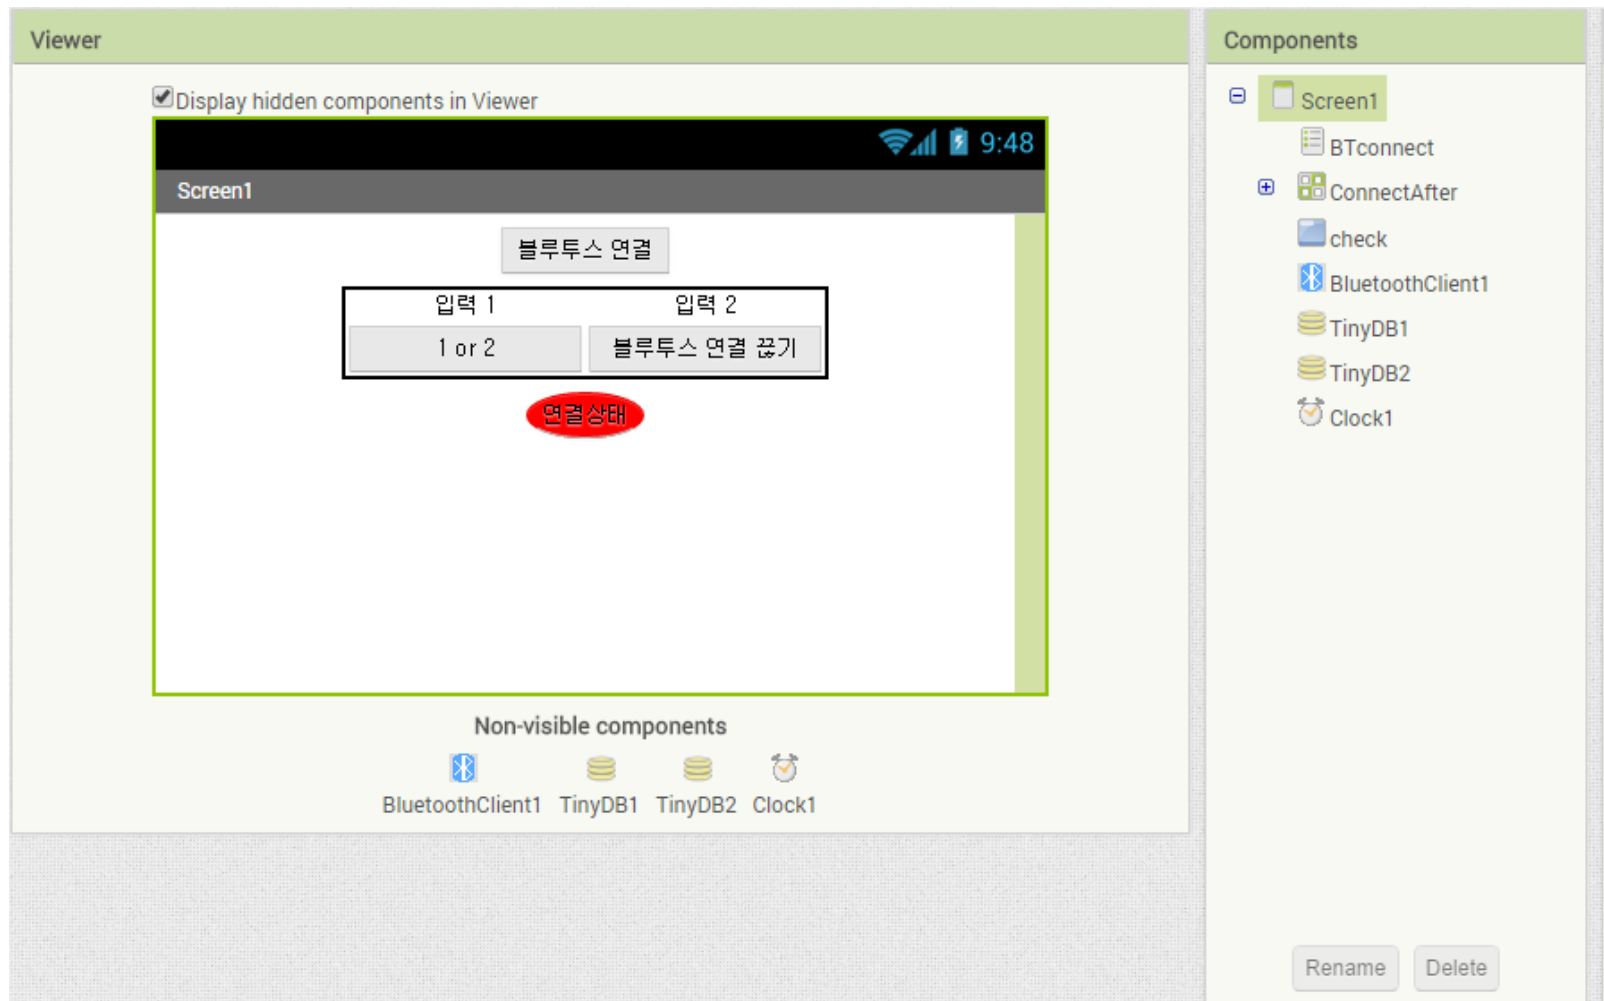 Viewer
Display hidden components in Viewer
9:48
Screen1
블루투스 연결
입력 1 입력 2
1 or 2 블루투스 연결 끊기
연결상태
Non-visible components
BluetoothClient1 TinyDB1 TinyDB2 Clock1
Components
Screen1
BTconnect
ConnectAfter
check
BluetoothClient1
TinyDB1
TinyDB2
Clock1
Rename Delete